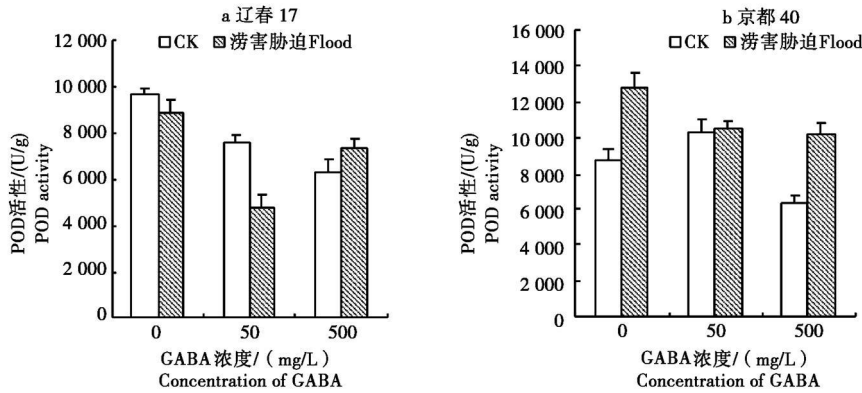 a 辽春 17
□CK ▧涝害胁迫Flood
12 000
10 000
8 000
6 000
4 000
2 000
0
POD活性/(U/g)
POD activity
0 50 500
GABA浓度/（mg/L）
Concentration of GABA
b 京都 40
□CK ▧涝害胁迫Flood
16 000
14 000
12 000
10 000
8 000
6 000
4 000
2 000
0
POD活性/(U/g)
POD activity
0 50 500
GABA浓度/（mg/L）
Concentration of GABA